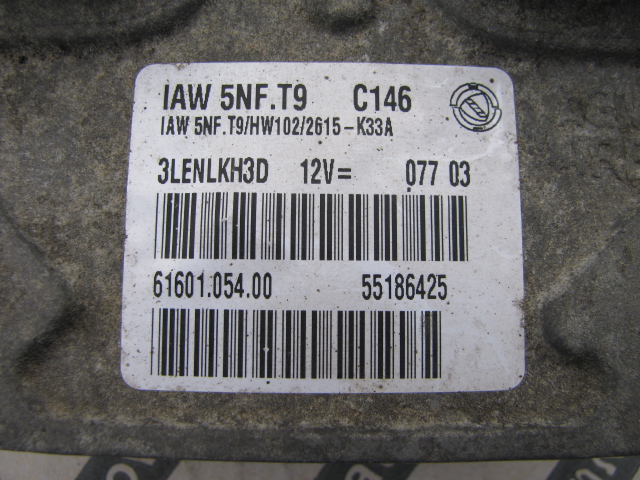 IAW 5NF.T9 C146
IAW 5NF.T9/HW102/2615-K33A
3LENLKH3D 12V= 077 03
61601.054.00 55186425